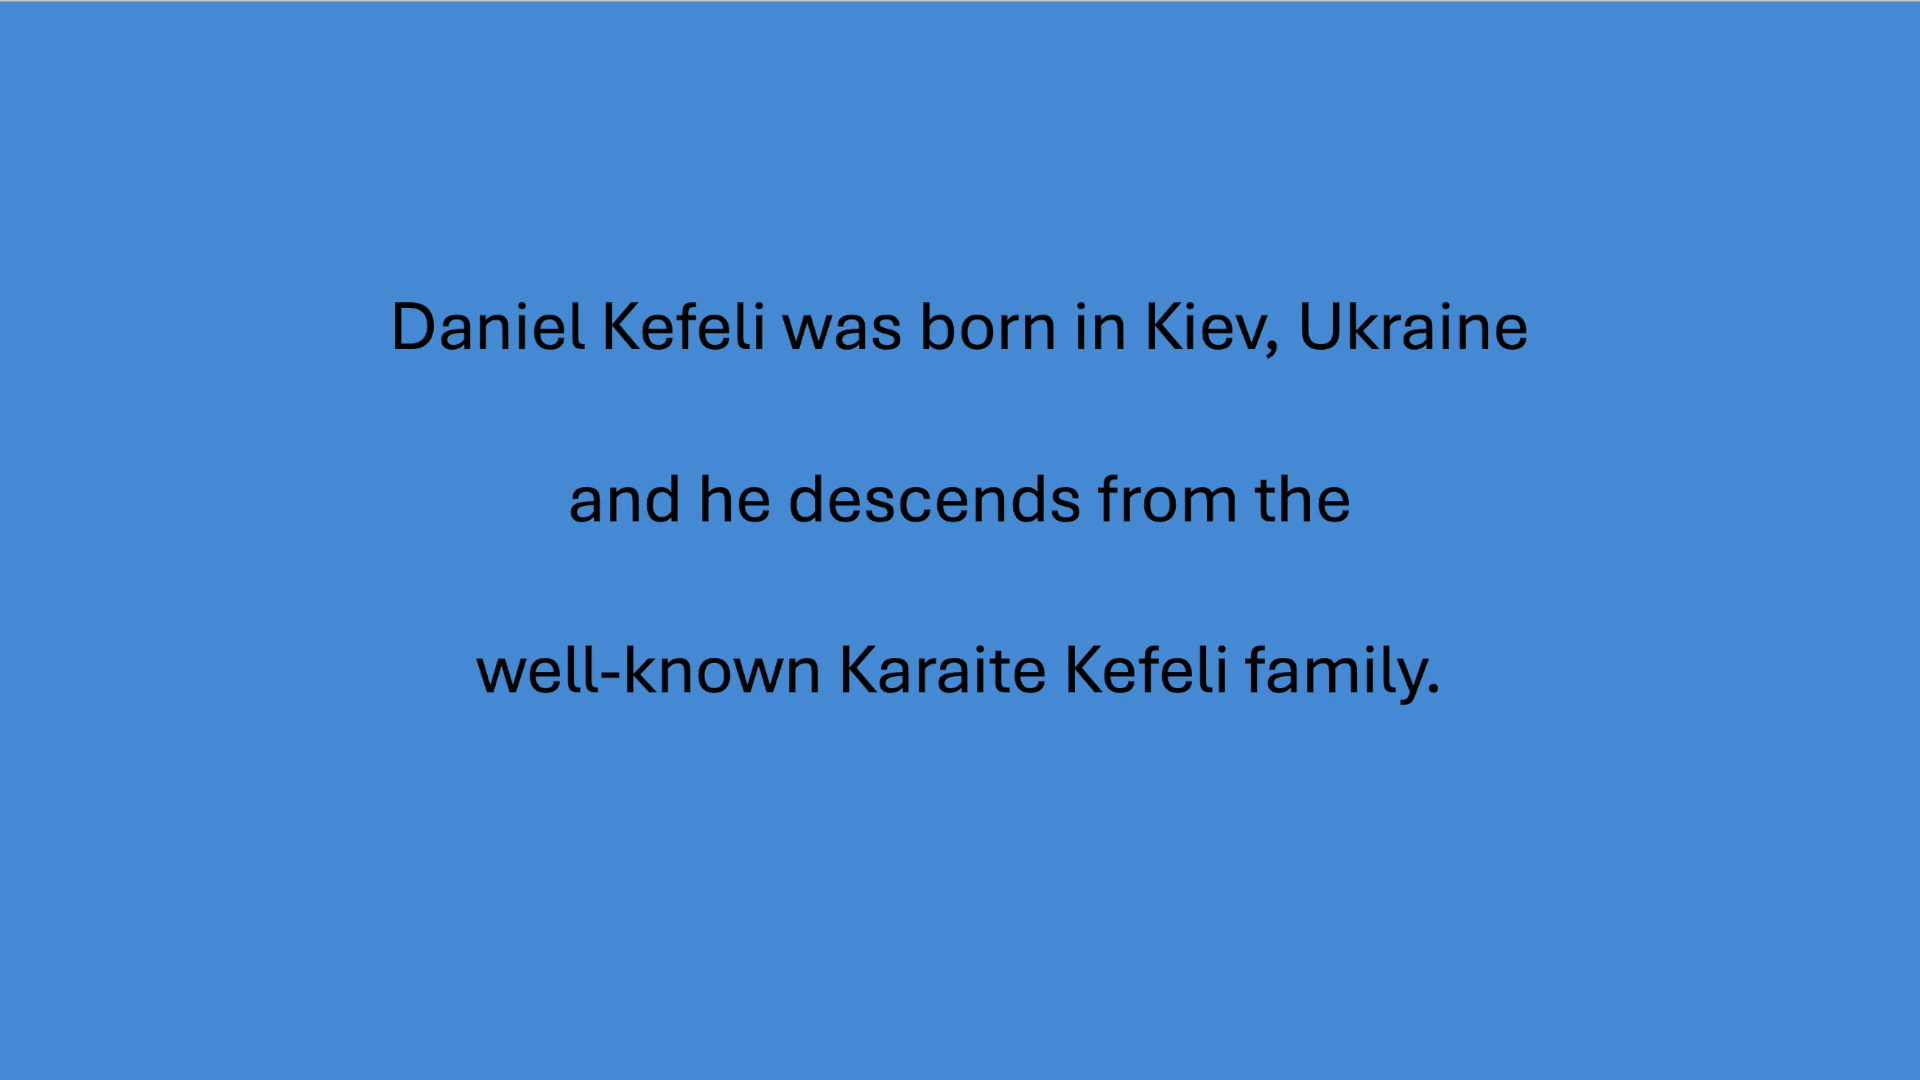 Daniel Kefeli was born in Kiev, Ukraine
and he descends from the
well-known Karaite Kefeli family.